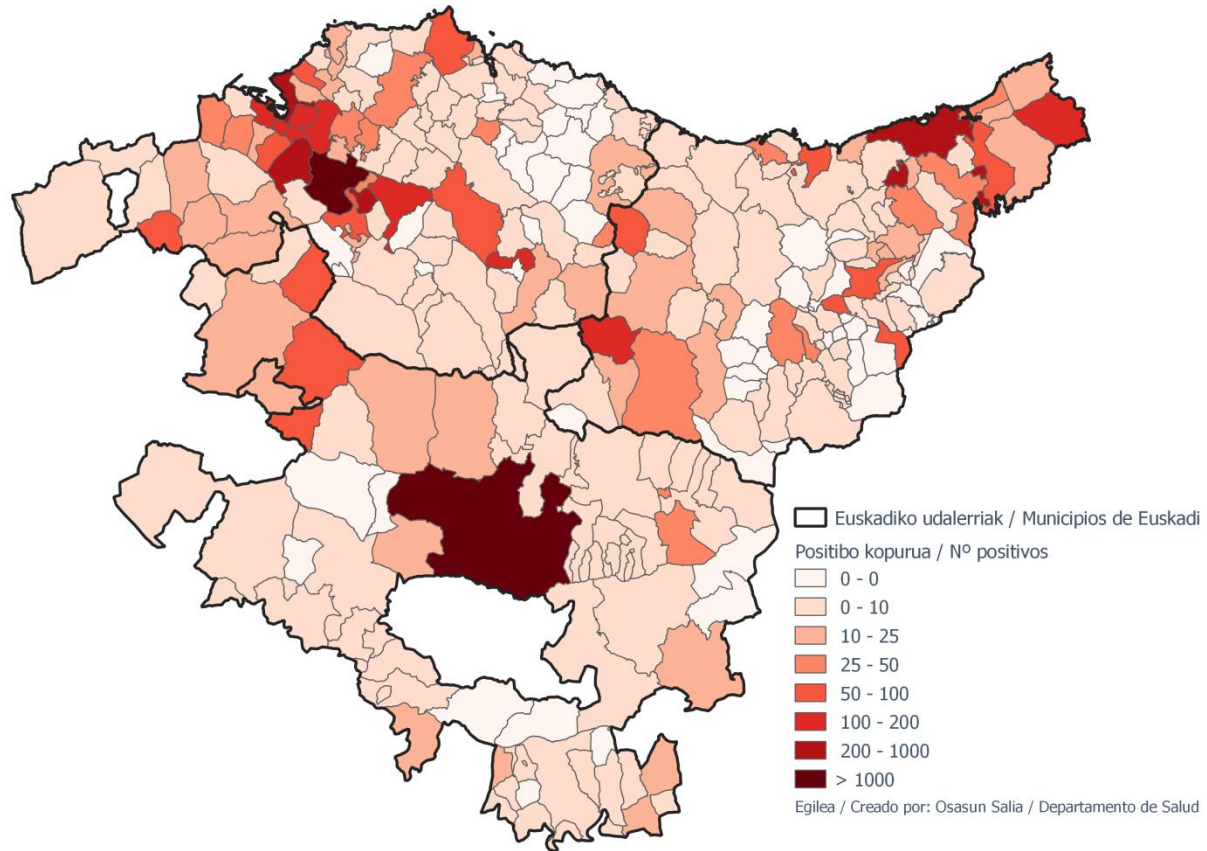 Euskadiko udalerriak / Municipios de Euskadi
Positibo kopurua / Nº positivos
0 - 0
0 - 10
10 - 25
25 - 50
50 - 100
100 - 200
200 - 1000
> 1000
Egilea / Creado por: Osasun Salia / Departamento de Salud